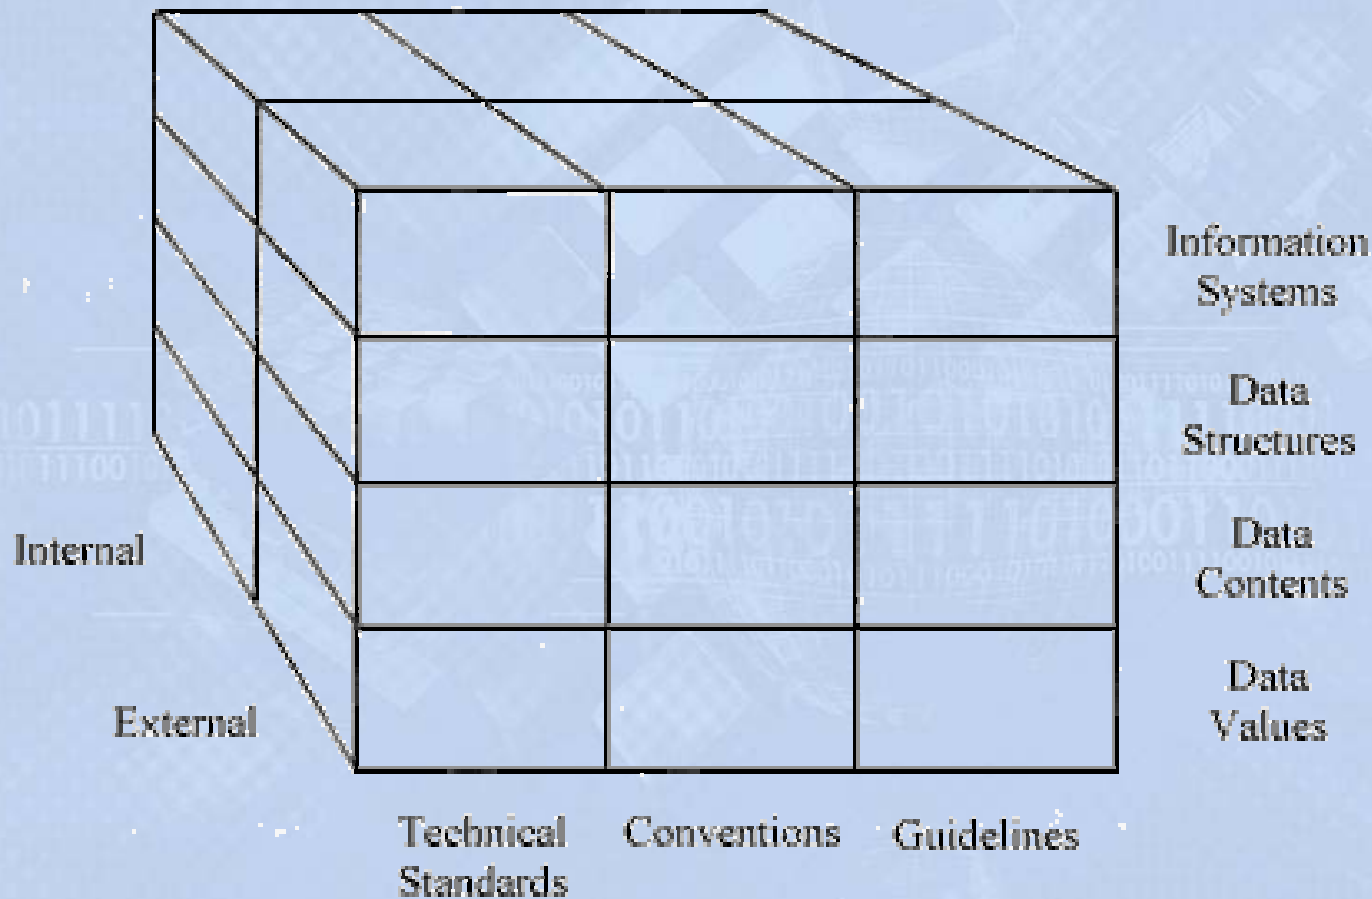 Information
Systems
Data
Structures
Data
Contents
Data
Values
Internal
External
Technical
Standards
Conventions
Guidelines